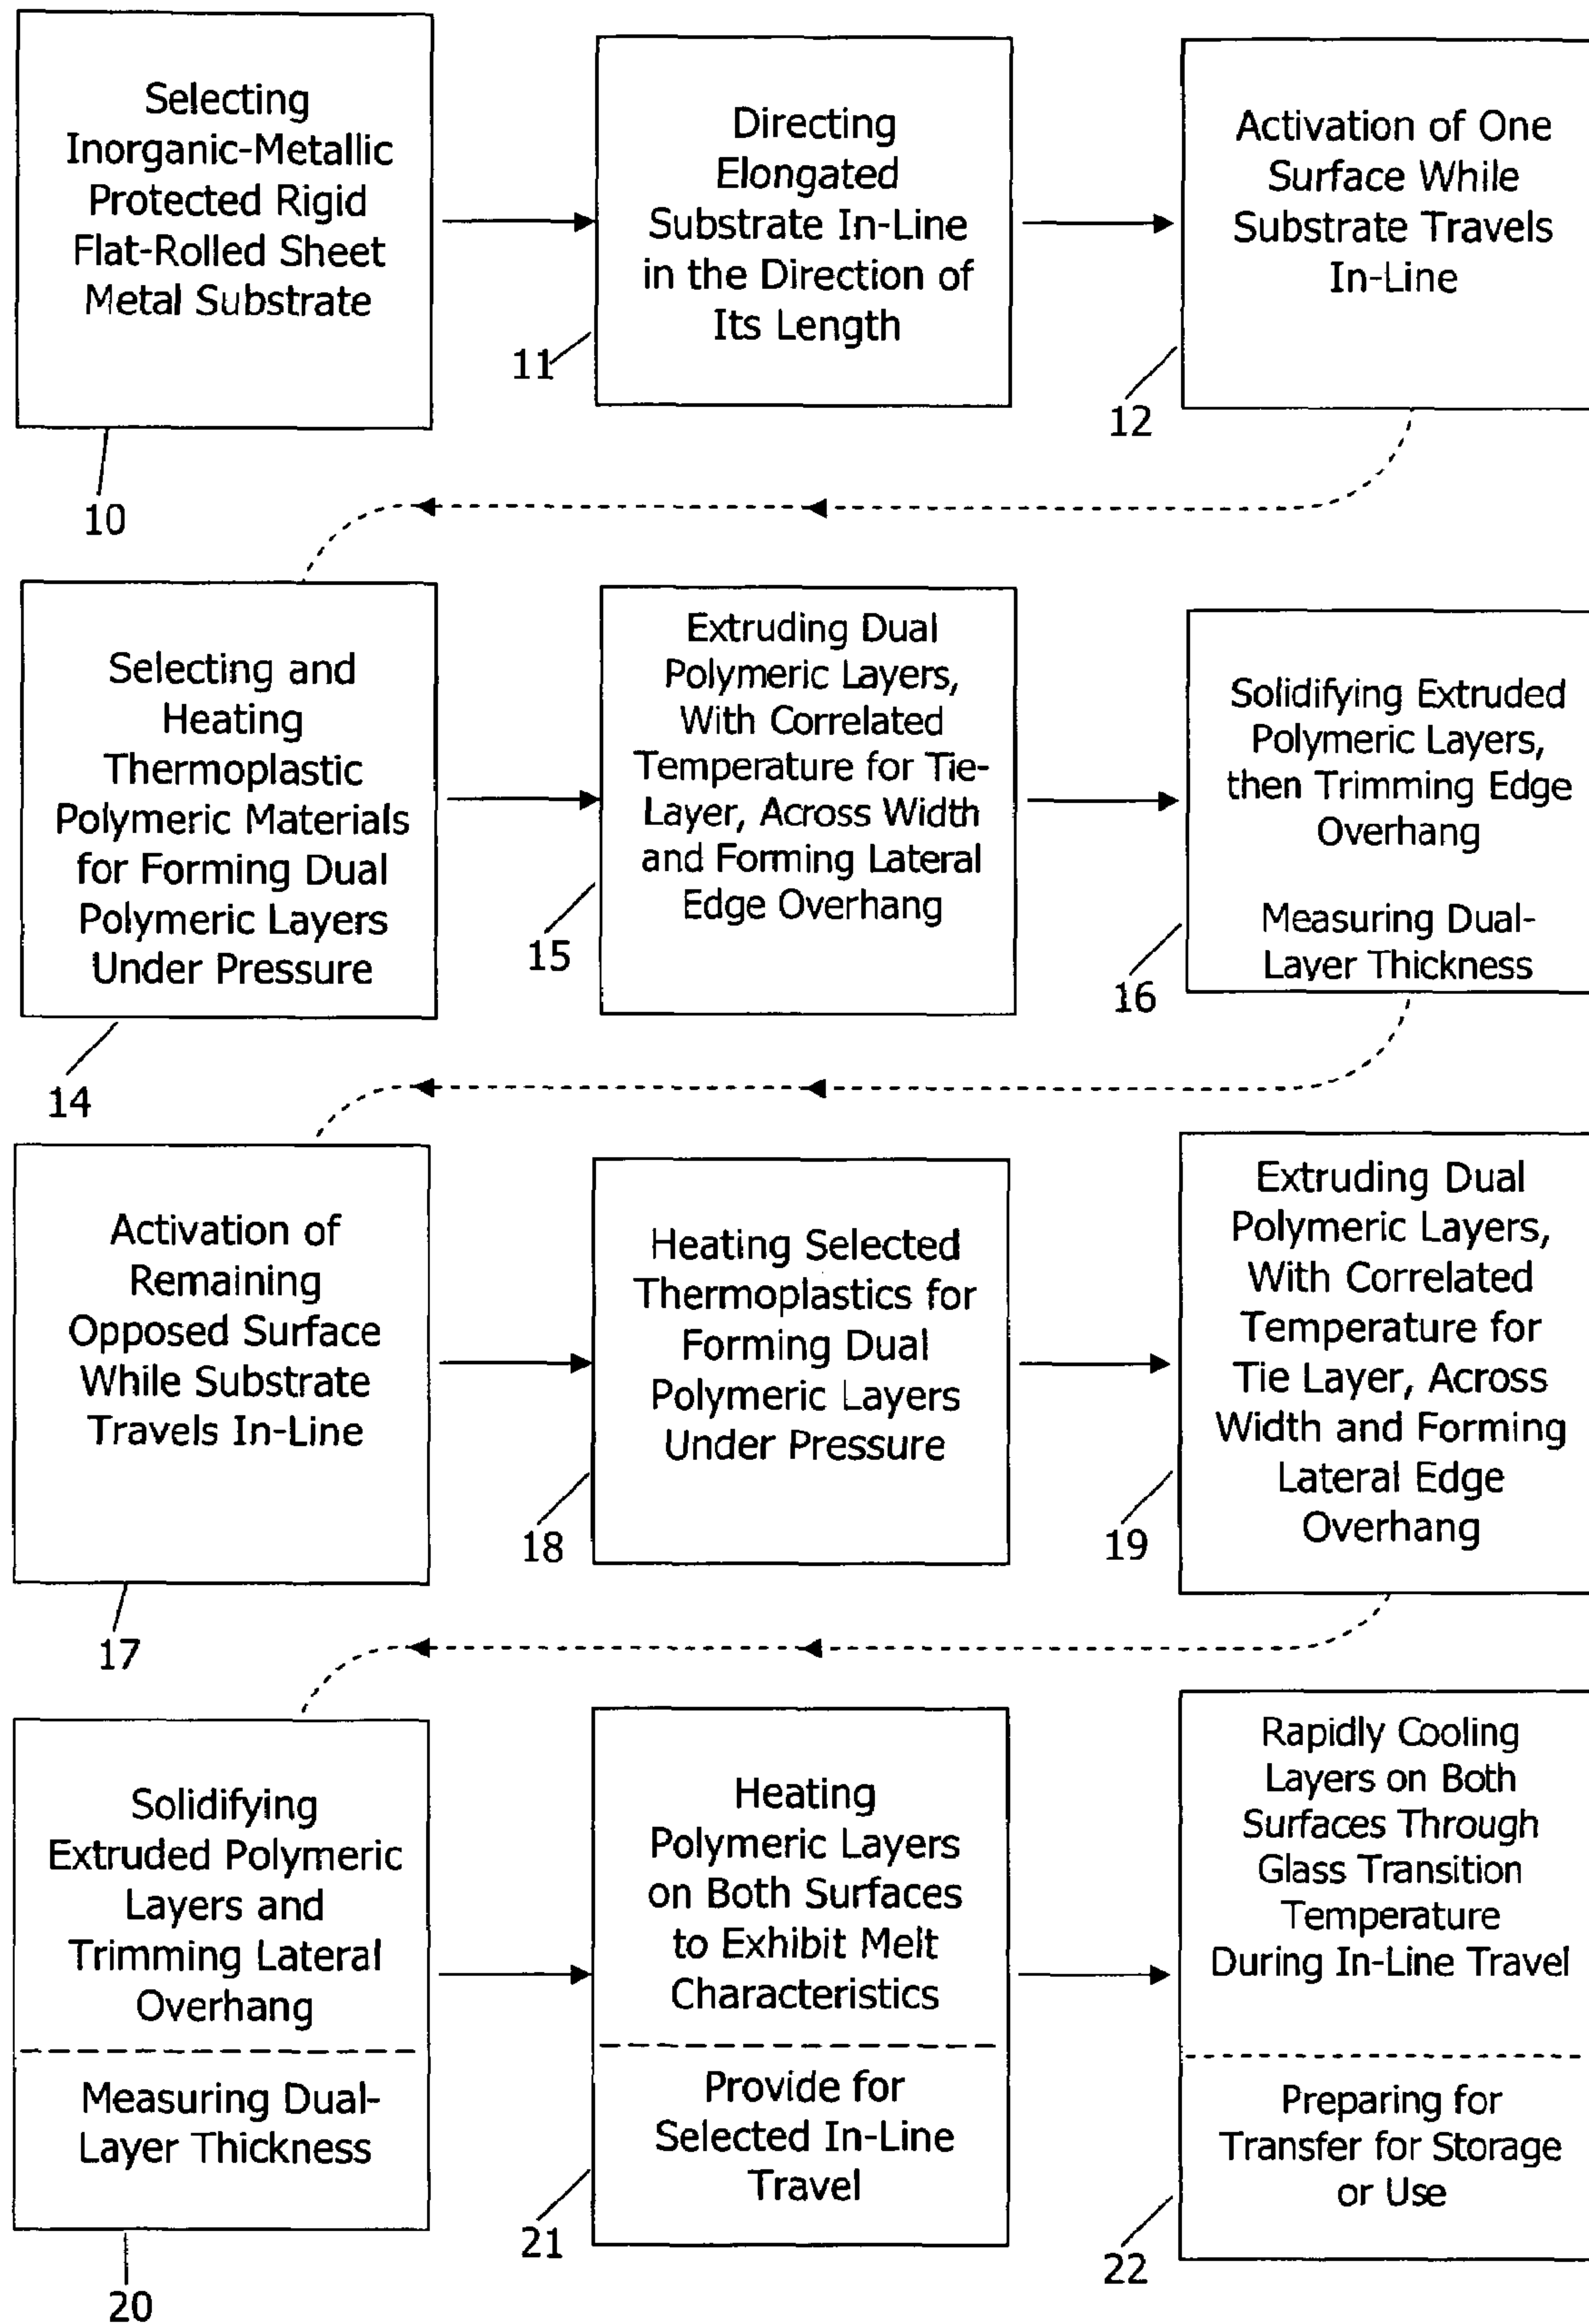 Selecting
Inorganic-Metallic
Protected Rigid
Flat-Rolled Sheet
Metal Substrate
10
Directing
Elongated
Substrate In-Line
in the Direction of
Its Length
11
Activation of One
Surface While
Substrate Travels
In-Line
12
Selecting and
Heating
Thermoplastic
Polymeric Materials
for Forming Dual
Polymeric Layers
Under Pressure
14
Extruding Dual
Polymeric Layers,
With Correlated
Temperature for Tie-
Layer, Across Width
and Forming Lateral
Edge Overhang
15
Solidifying Extruded
Polymeric Layers,
then Trimming Edge
Overhang
Measuring Dual-
Layer Thickness
16
Activation of
Remaining
Opposed Surface
While Substrate
Travels In-Line
17
Heating Selected
Thermoplastics for
Forming Dual
Polymeric Layers
Under Pressure
18
Extruding Dual
Polymeric Layers,
With Correlated
Temperature for
Tie Layer, Across
Width and Forming
Lateral Edge
Overhang
19
Solidifying
Extruded Polymeric
Layers and
Trimming Lateral
Overhang
Measuring Dual-
Layer Thickness
20
Heating
Polymeric Layers
on Both Surfaces
to Exhibit Melt
Characteristics
Provide for
Selected In-Line
Travel
21
Rapidly Cooling
Layers on Both
Surfaces Through
Glass Transition
Temperature
During In-Line Travel
Preparing for
Transfer for Storage
or Use
22